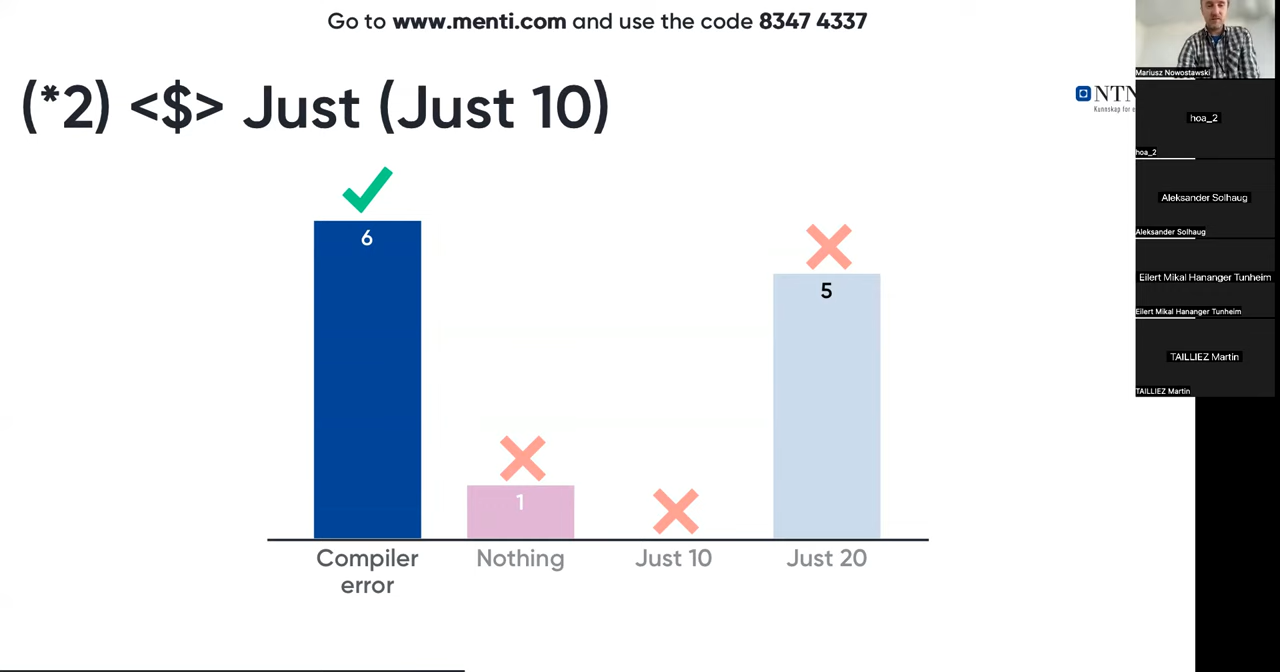 Go to www.menti.com and use the code 8347 4337
(*2) <$> Just (Just 10)
NTN
Kunnskap for e
6
1
5
Compiler error
Nothing
Just 10
Just 20
Mariusz Nowostawski
hoa_2
hoa_2
Aleksander Solhaug
Aleksander Solhaug
Eilert Mikal Hananger Tunheim
Eilert Mikal Hananger Tunheim
TAILLIEZ Martin
TAILLIEZ Martin